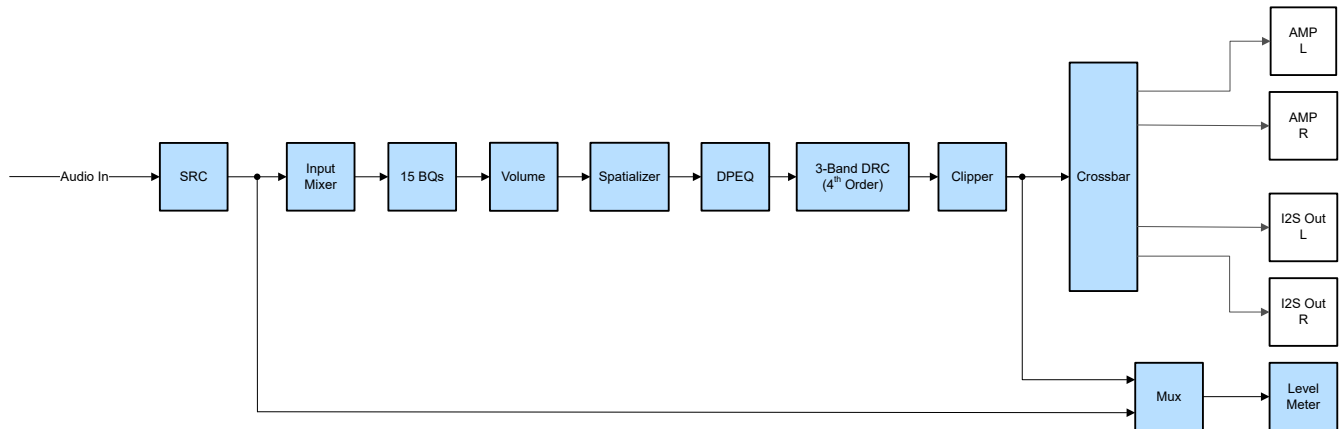 Audio In
SRC
Input
Mixer
15 BQs
Volume
Spatializer
DPEQ
3-Band DRC
(4th Order)
Clipper
Crossbar
AMP
L
AMP
R
I2S Out
L
I2S Out
R
Mux
Level
Meter